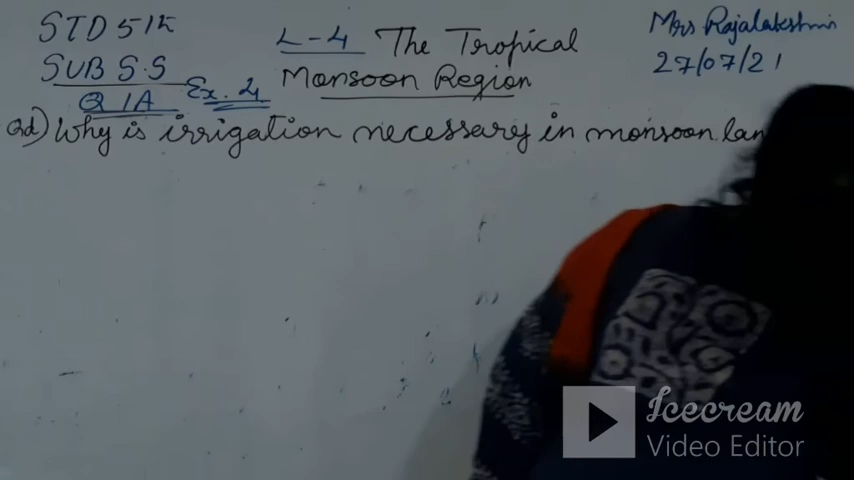 STD 5th
SUB S.S
Q 1A Ex. 4
L-4 The Tropical
Monsoon Region
Mrs Rajalakshmi
27/07/21
Qd) Why is irrigation necessary in monsoon lan
Icecream
Video Editor